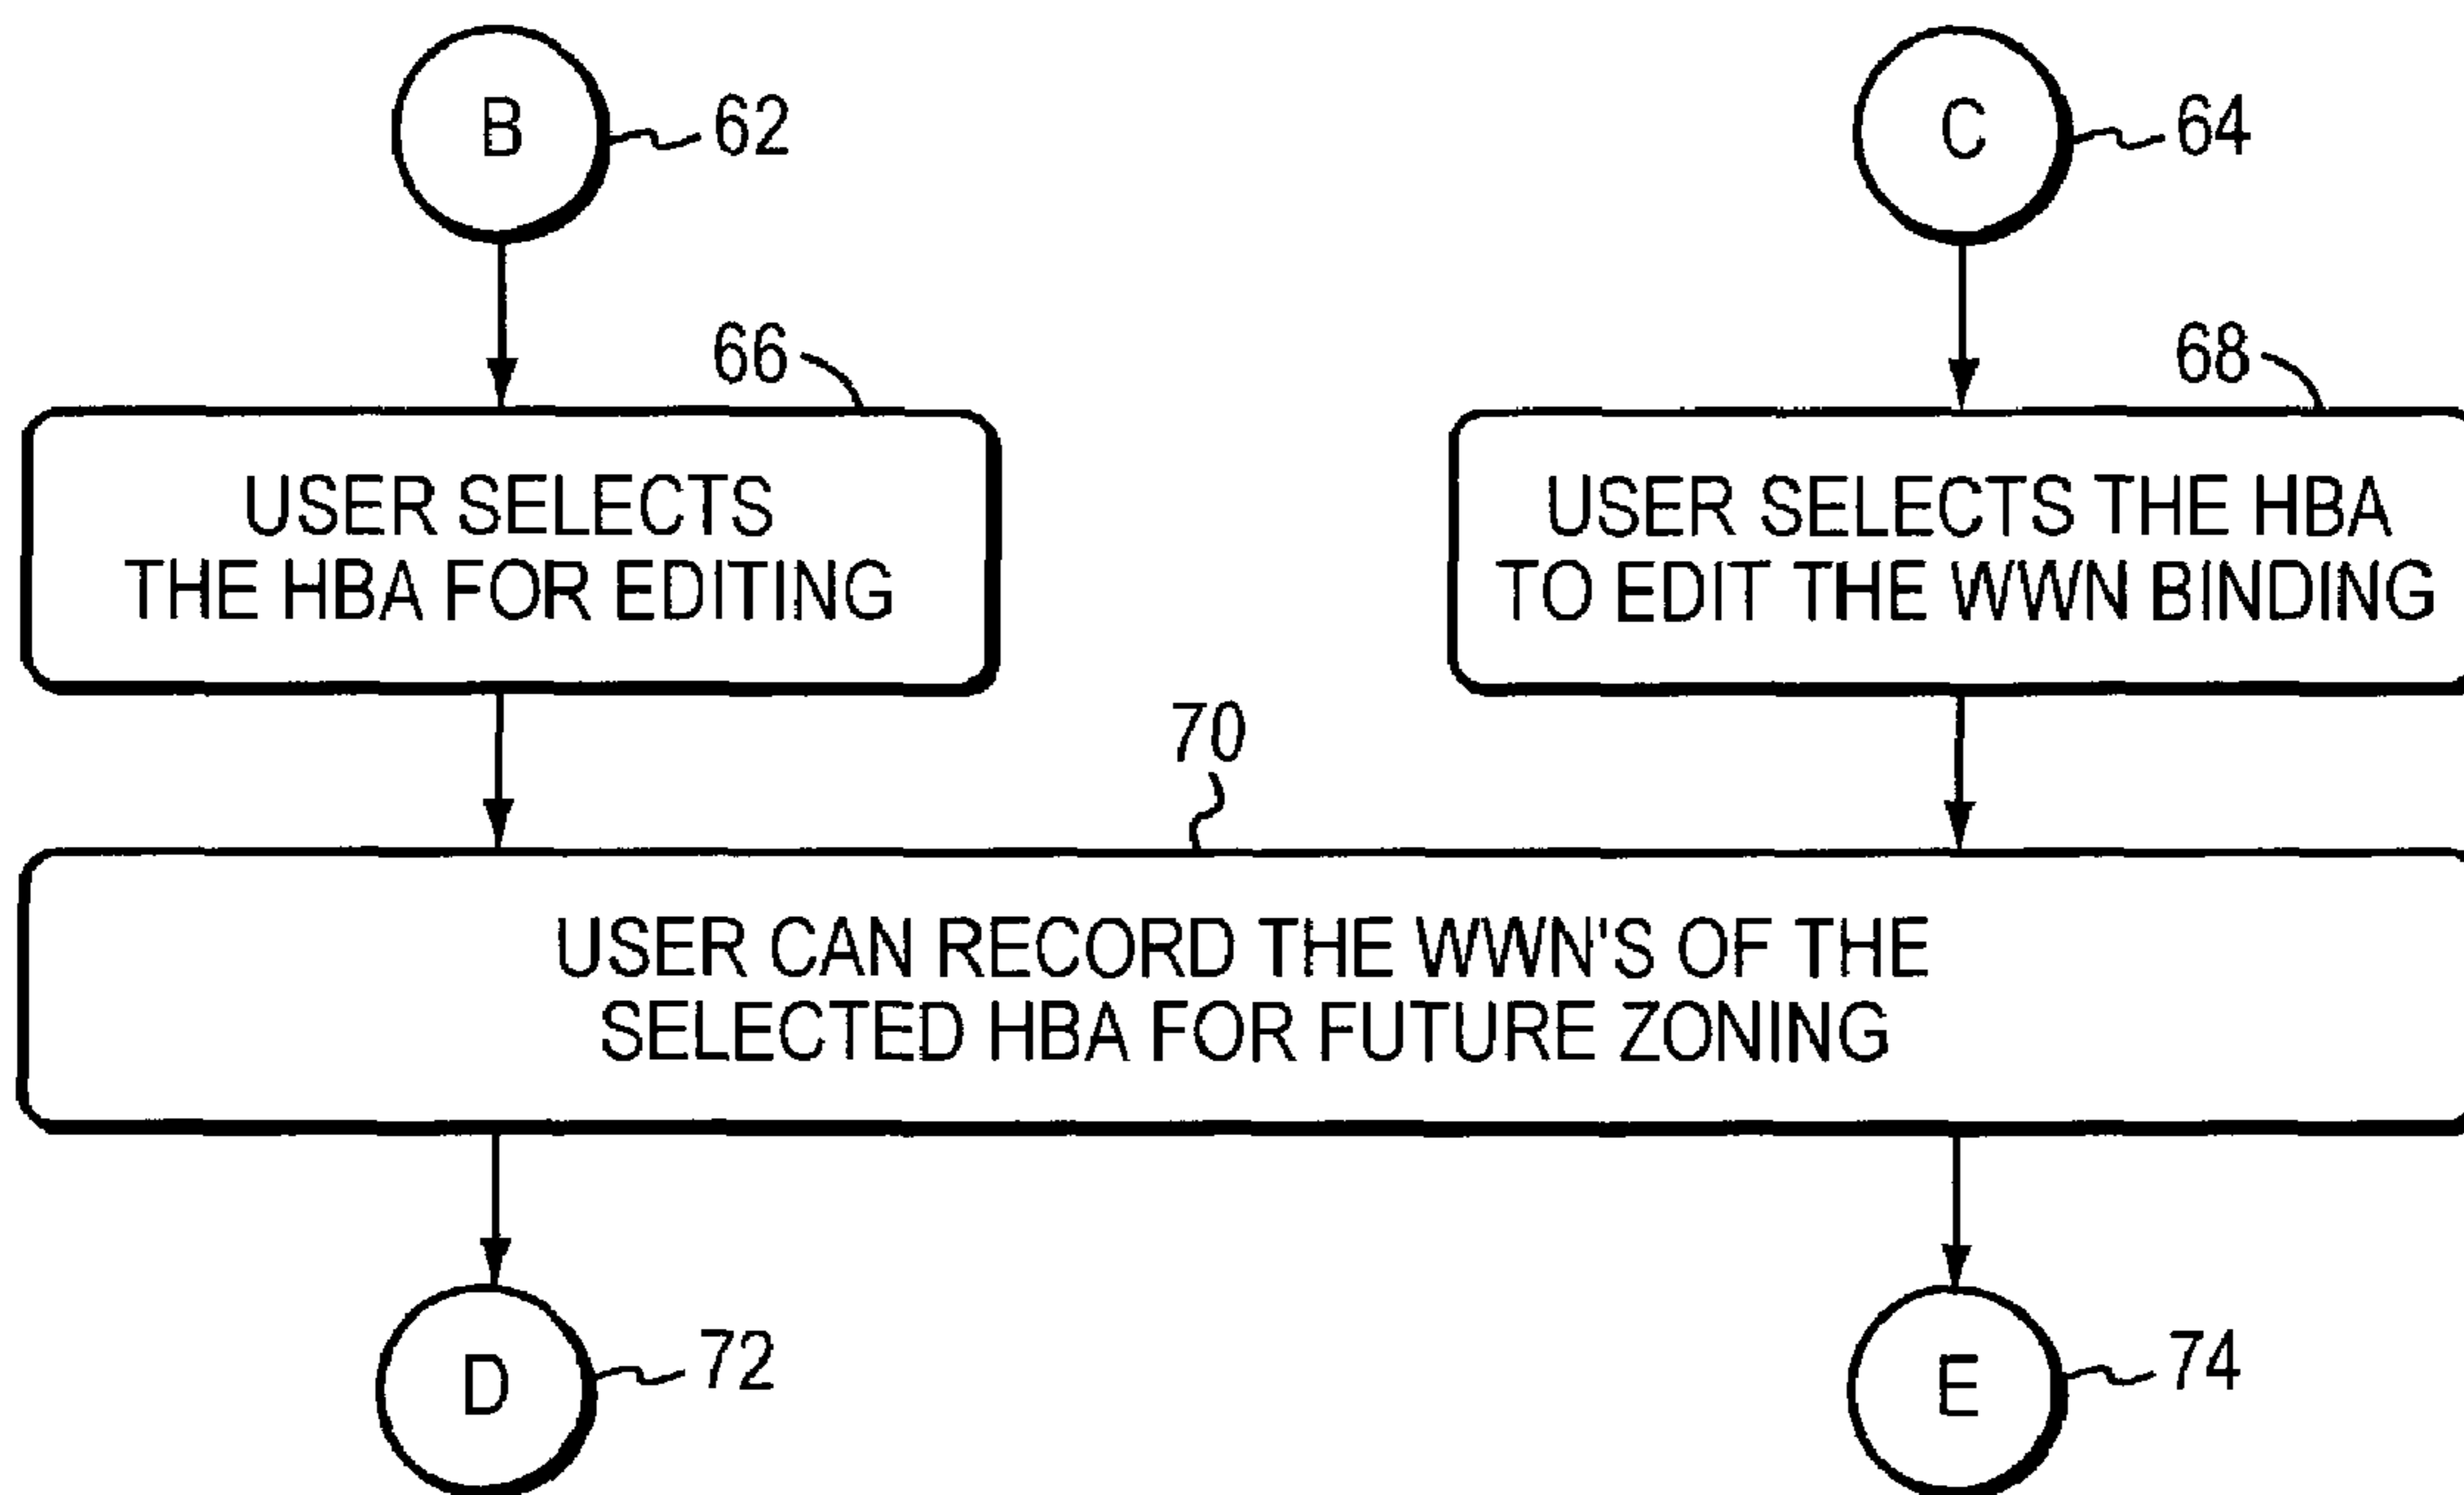 B
62
C
64
66
68
USER SELECTS
THE HBA FOR EDITING
USER SELECTS THE HBA
TO EDIT THE WWN BINDING
70
USER CAN RECORD THE WWN'S OF THE
SELECTED HBA FOR FUTURE ZONING
D
72
E
74